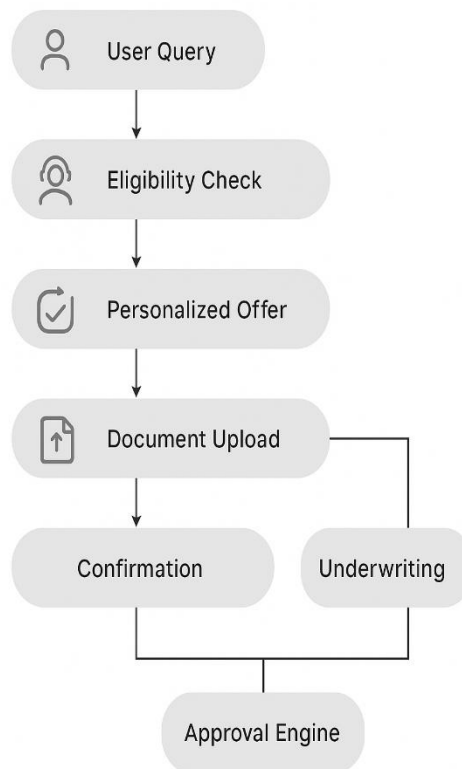 User Query
Eligibility Check
Personalized Offer
Document Upload
Confirmation
Underwriting
Approval Engine